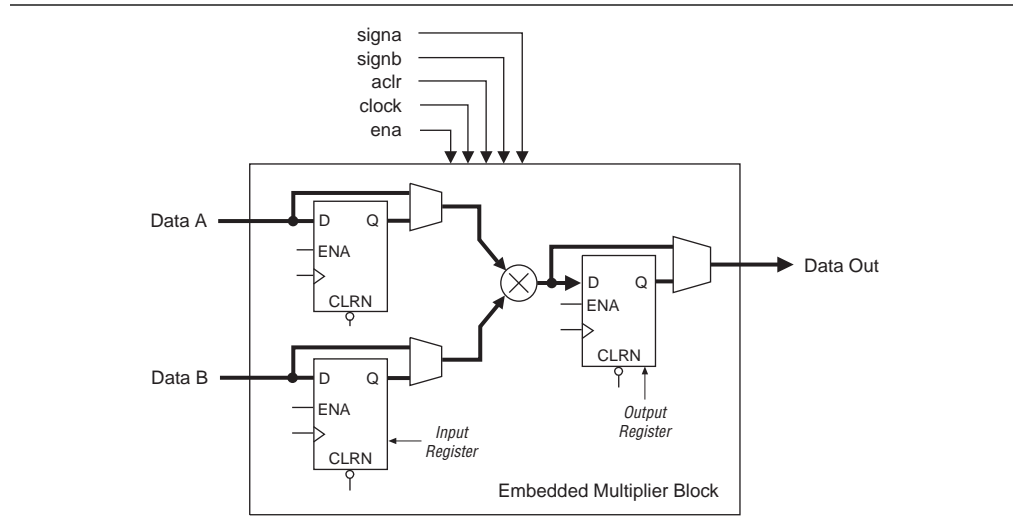 signa
signb
aclr
clock
ena
Data A
D Q
ENA
CLRN
Data B
D Q
ENA
CLRN
Input
Register
D Q
ENA
CLRN
Output
Register
Data Out
Embedded Multiplier Block